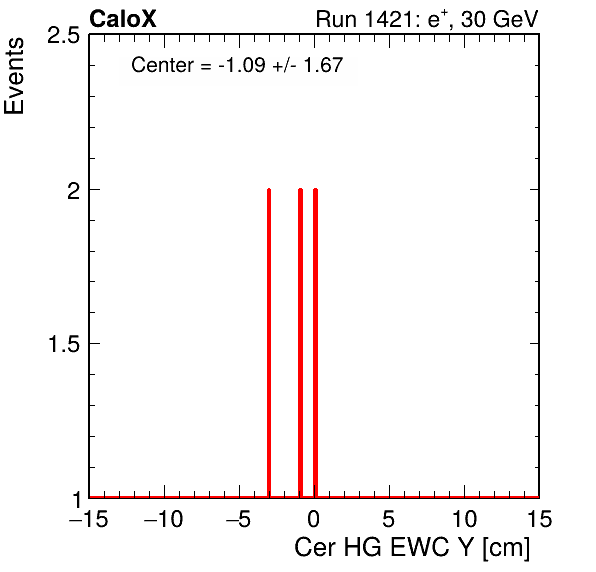 CaloX Run 1421: e⁺, 30 GeV
Center = -1.09 +/- 1.67
Events
2.5
2
1.5
1
−15 −10 −5 0 5 10 15
Cer HG EWC Y [cm]